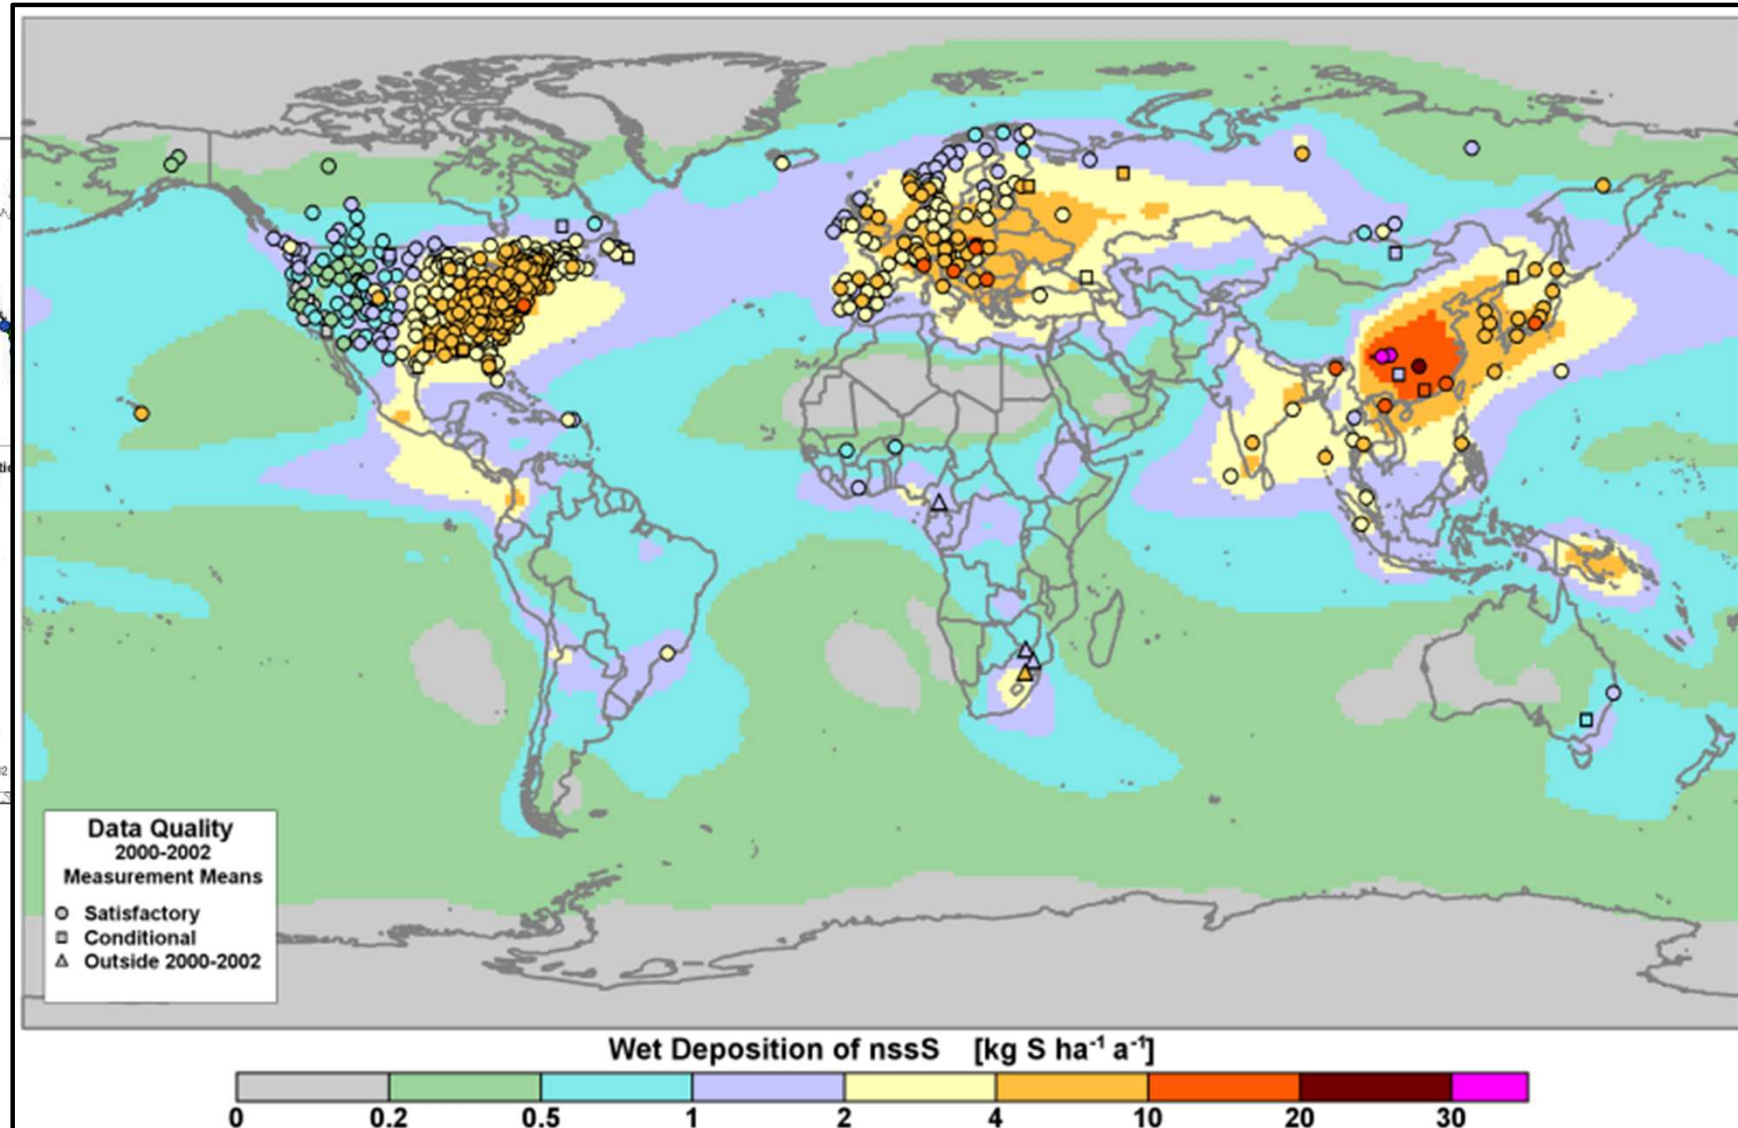 Data Quality
2000-2002
Measurement Means
Satisfactory
Conditional
Outside 2000-2002
Wet Deposition of nssS [kg S ha⁻¹ a⁻¹]
0 0.2 0.5 1 2 4 10 20 30